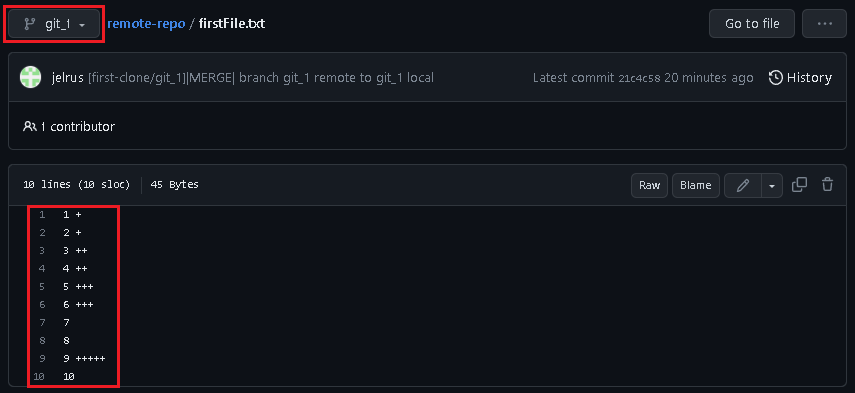 git_1 remote-repo / firstFile.txt Go to file ...
jelrus [first-clone/git_1]|MERGE| branch git_1 remote to git_1 local Latest commit 21c4c58 20 minutes ago History
1 contributor
10 lines (10 sloc) 45 Bytes Raw Blame
1 1 +
2 2 +
3 3 ++
4 4 ++
5 5 +++
6 6 +++
7 7
8 8
9 9 +++++
10 10